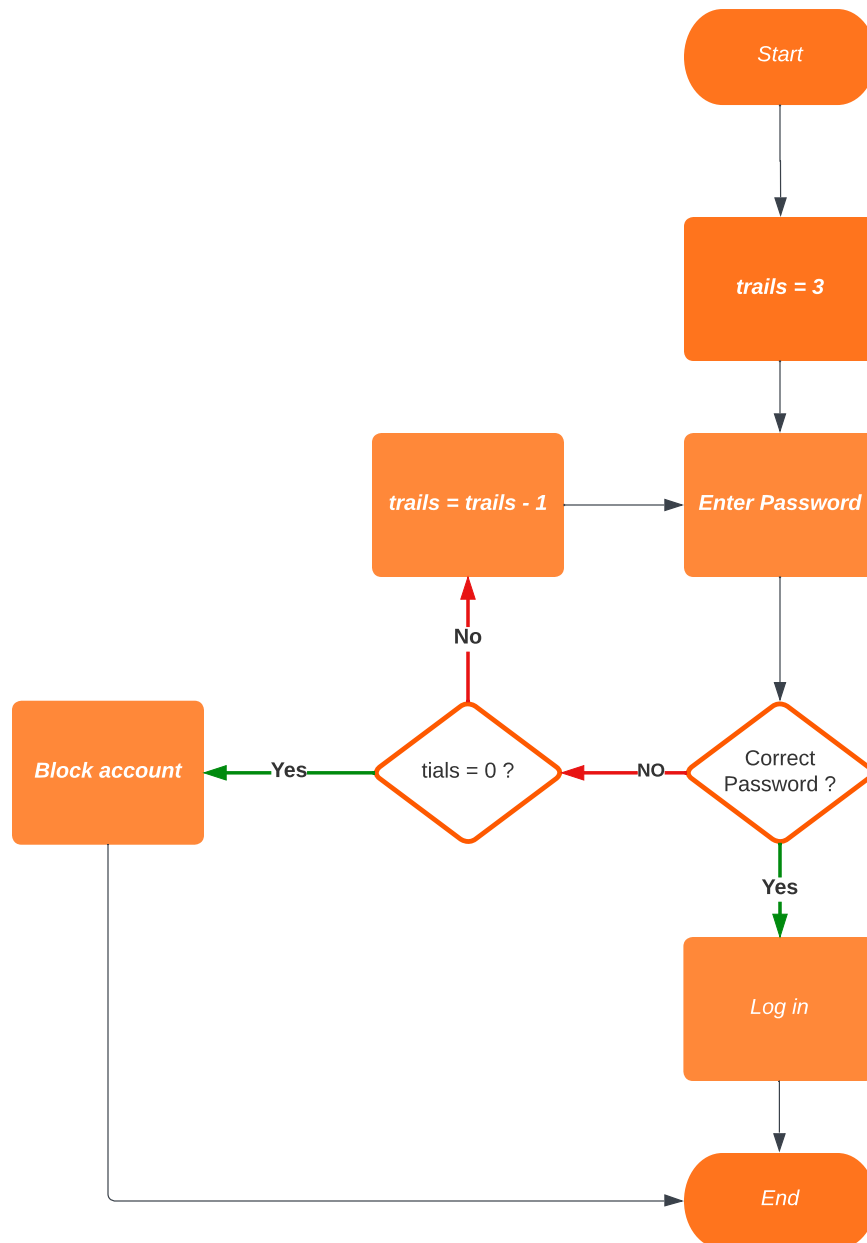 Start
trails = 3
trails = trails - 1
Enter Password
No
Block account
Yes
tials = 0 ?
NO
Correct
Password ?
Yes
Log in
End